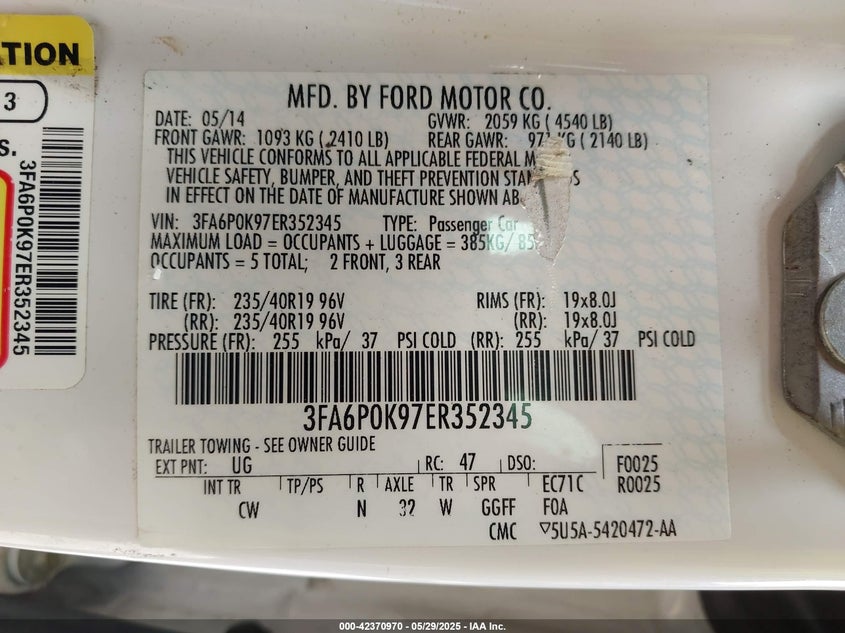 ATION
3
S.
3FA6P0K97ER352345
MFD. BY FORD MOTOR CO.
DATE: 05/14 GVWR: 2059 KG ( 4540 LB)
FRONT GAWR: 1093 KG ( 2410 LB) REAR GAWR: 971 KG ( 2140 LB)
THIS VEHICLE CONFORMS TO ALL APPLICABLE FEDERAL M
VEHICLE SAFETY, BUMPER, AND THEFT PREVENTION STAN DS
IN EFFECT ON THE DATE OF MANUFACTURE SHOWN AB
VIN: 3FA6P0K97ER352345 TYPE: Passenger Car
MAXIMUM LOAD = OCCUPANTS + LUGGAGE = 385KG/ 85
OCCUPANTS = 5 TOTAL; 2 FRONT, 3 REAR
TIRE (FR): 235/40R19 96V RIMS (FR): 19x8.0J
(RR): 235/40R19 96V (RR): 19x8.0J
PRESSURE (FR): 255 kPa/ 37 PSI COLD (RR): 255 kPa/ 37 PSI COLD
3FA6P0K97ER352345
TRAILER TOWING - SEE OWNER GUIDE
EXT PNT: UG RC: 47 DSO: F0025
INT TR TP/PS R AXLE TR SPR EC71C R0025
CW N 32 W GGFF F0A
CMC ▽5U5A-5420472-AA
000-42370970 - 05/29/2025 - IAA Inc.